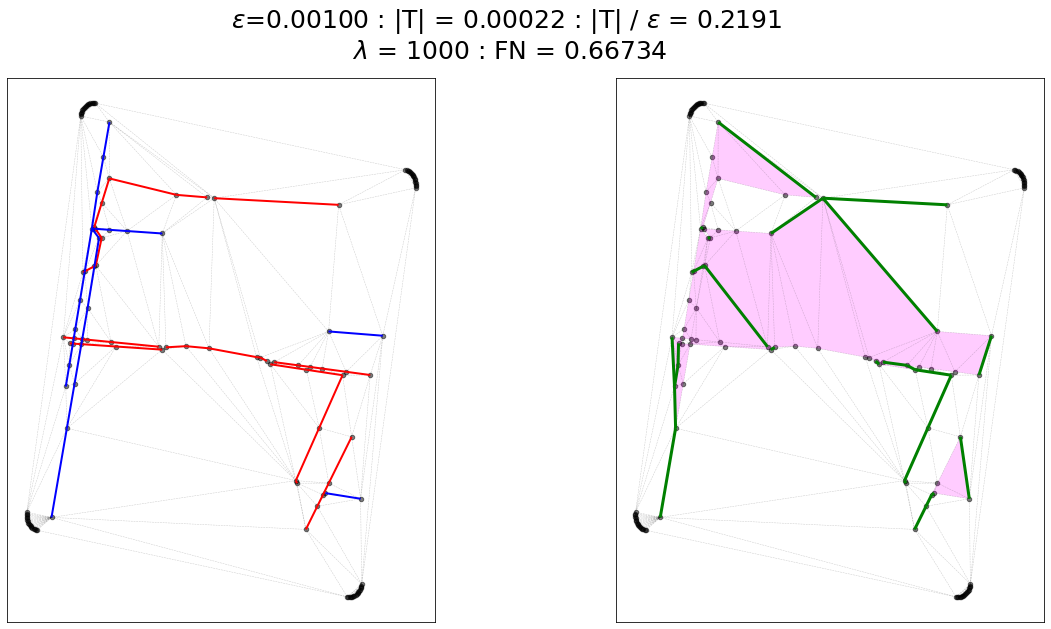 ε=0.00100 : |T| = 0.00022 : |T| / ε = 0.2191
λ = 1000 : FN = 0.66734